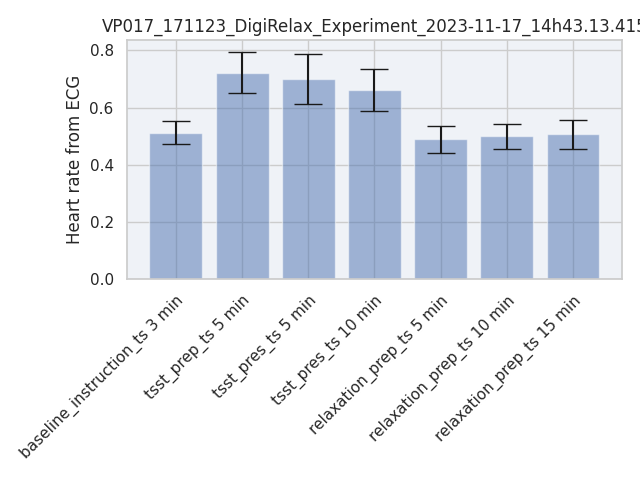 VP017_171123_DigiRelax_Experiment_2023-11-17_14h43.13.415
Heart rate from ECG
0.8
0.6
0.4
0.2
0.0
baseline_instruction_ts 3 min
tsst_prep_ts 5 min
tsst_pres_ts 5 min
tsst_pres_ts 10 min
relaxation_prep_ts 5 min
relaxation_prep_ts 10 min
relaxation_prep_ts 15 min